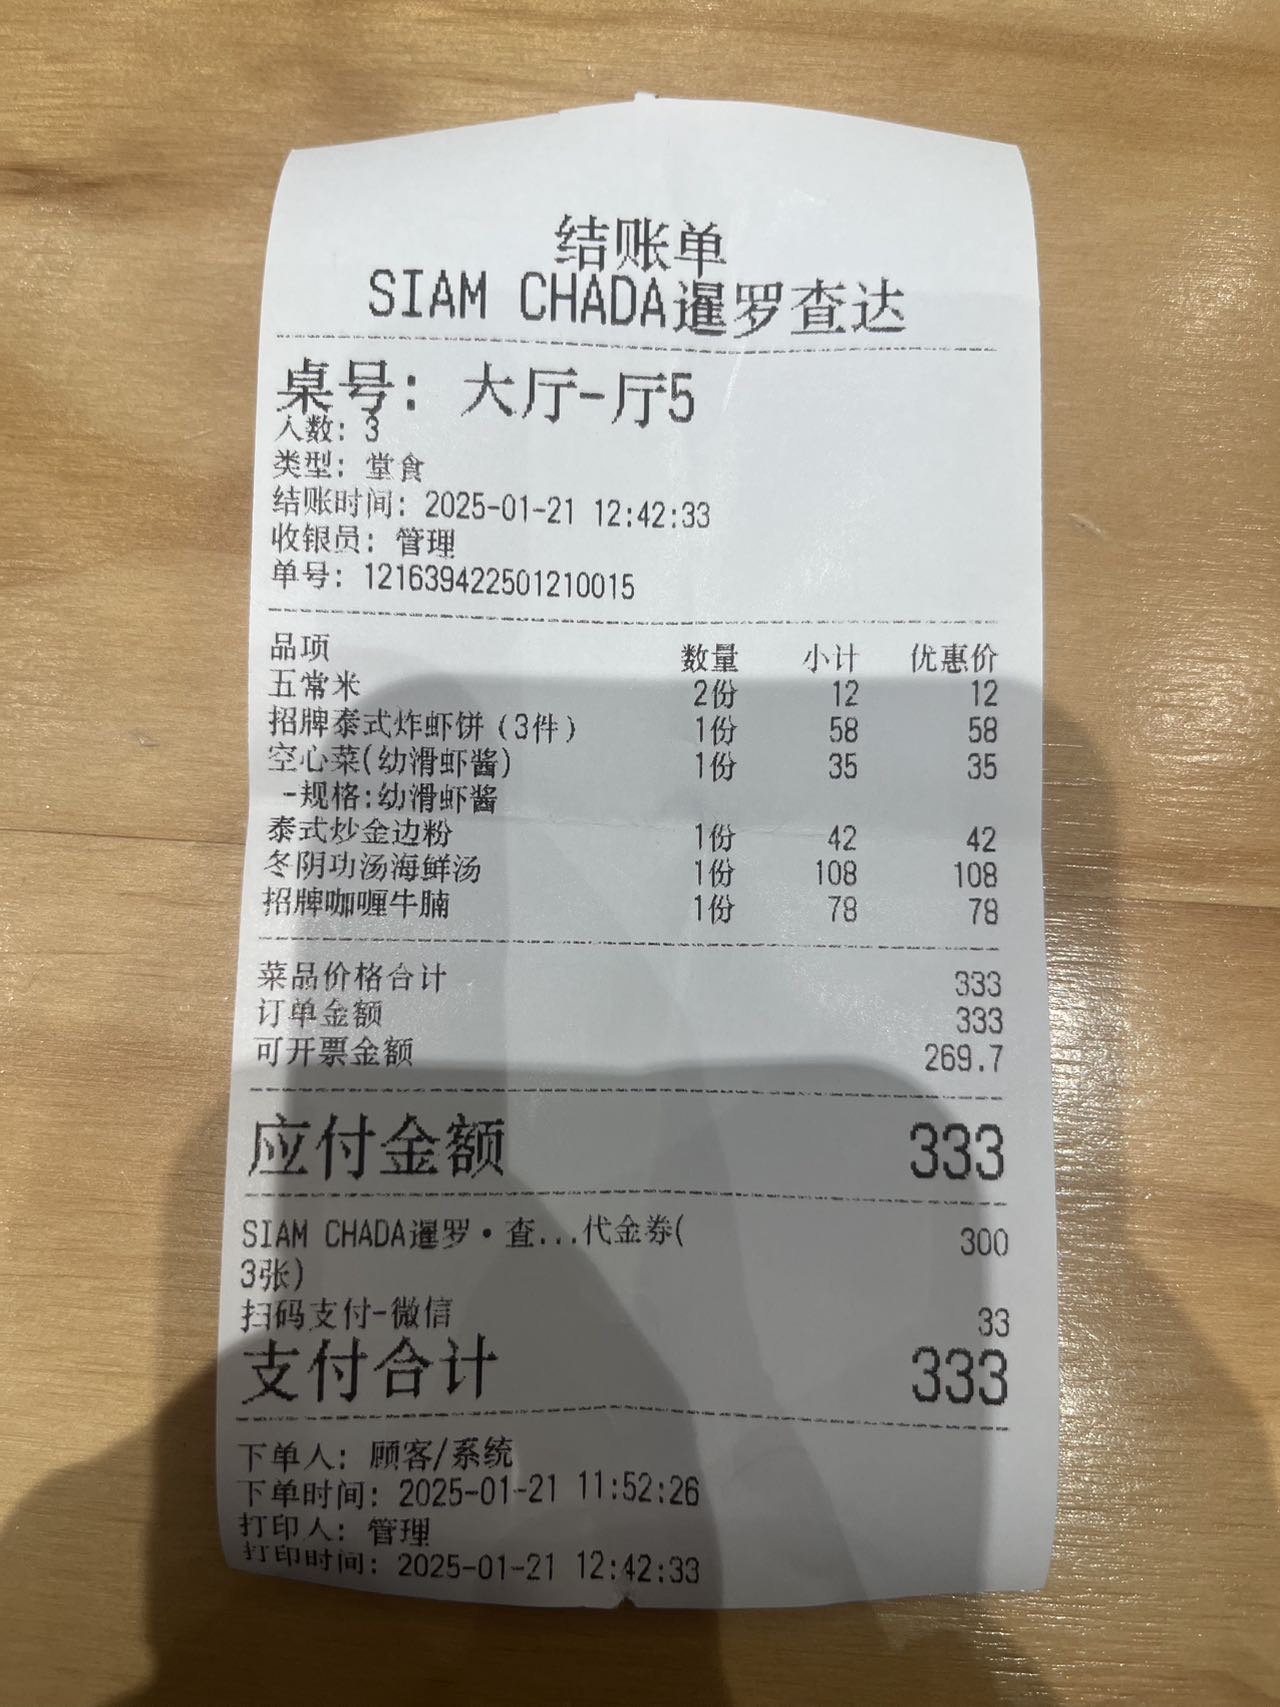 结账单
SIAM CHADA暹罗查达
桌号: 大厅-厅5
人数: 3
类型: 堂食
结账时间: 2025-01-21 12:42:33
收银员: 管理
单号: 121639422501210015
品项 数量 小计 优惠价
五常米 2份 12 12
招牌泰式炸虾饼(3件) 1份 58 58
空心菜(幼滑虾酱) 1份 35 35
-规格:幼滑虾酱
泰式炒金边粉 1份 42 42
冬阴功汤海鲜汤 1份 108 108
招牌咖喱牛腩 1份 78 78
菜品价格合计 333
订单金额 333
可开票金额 269.7
应付金额 333
SIAM CHADA暹罗·查...代金券( 300
3张)
扫码支付-微信 33
支付合计 333
下单人: 顾客/系统
下单时间: 2025-01-21 11:52:26
打印人: 管理
打印时间: 2025-01-21 12:42:33